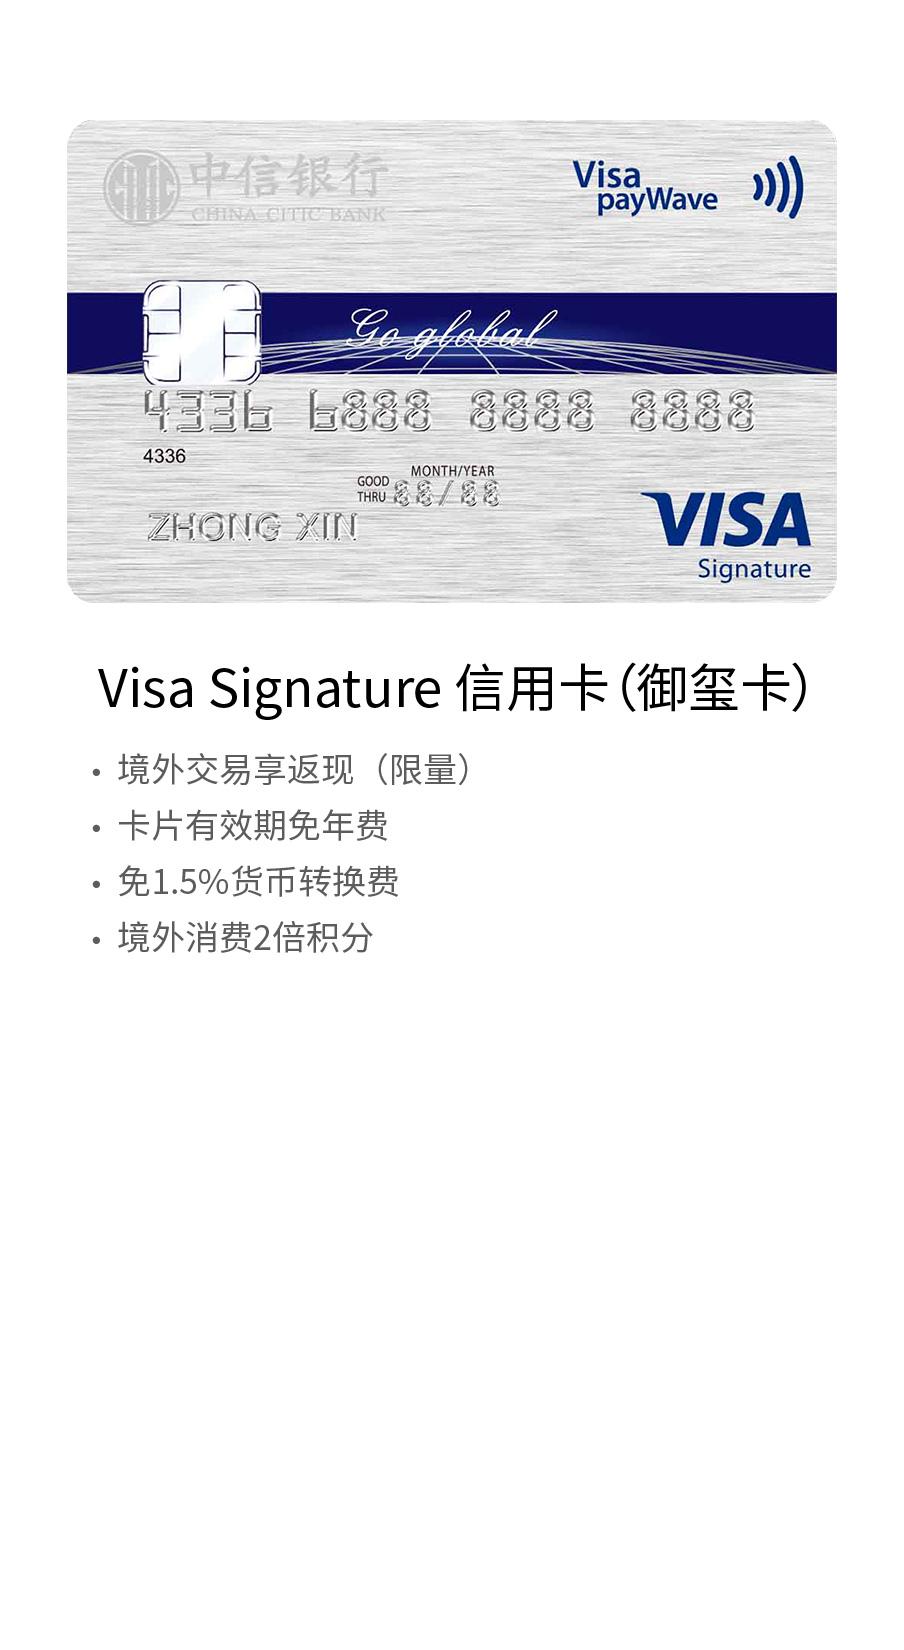 中信银行
CHINA CITIC BANK
Visa
payWave
Go global
4336 6888 8888 8888
4336
MONTH/YEAR
GOOD
THRU 88/88
ZHONG XIN
VISA
Signature
Visa Signature 信用卡（御玺卡）
• 境外交易享返现（限量）
• 卡片有效期免年费
• 免1.5%货币转换费
• 境外消费2倍积分